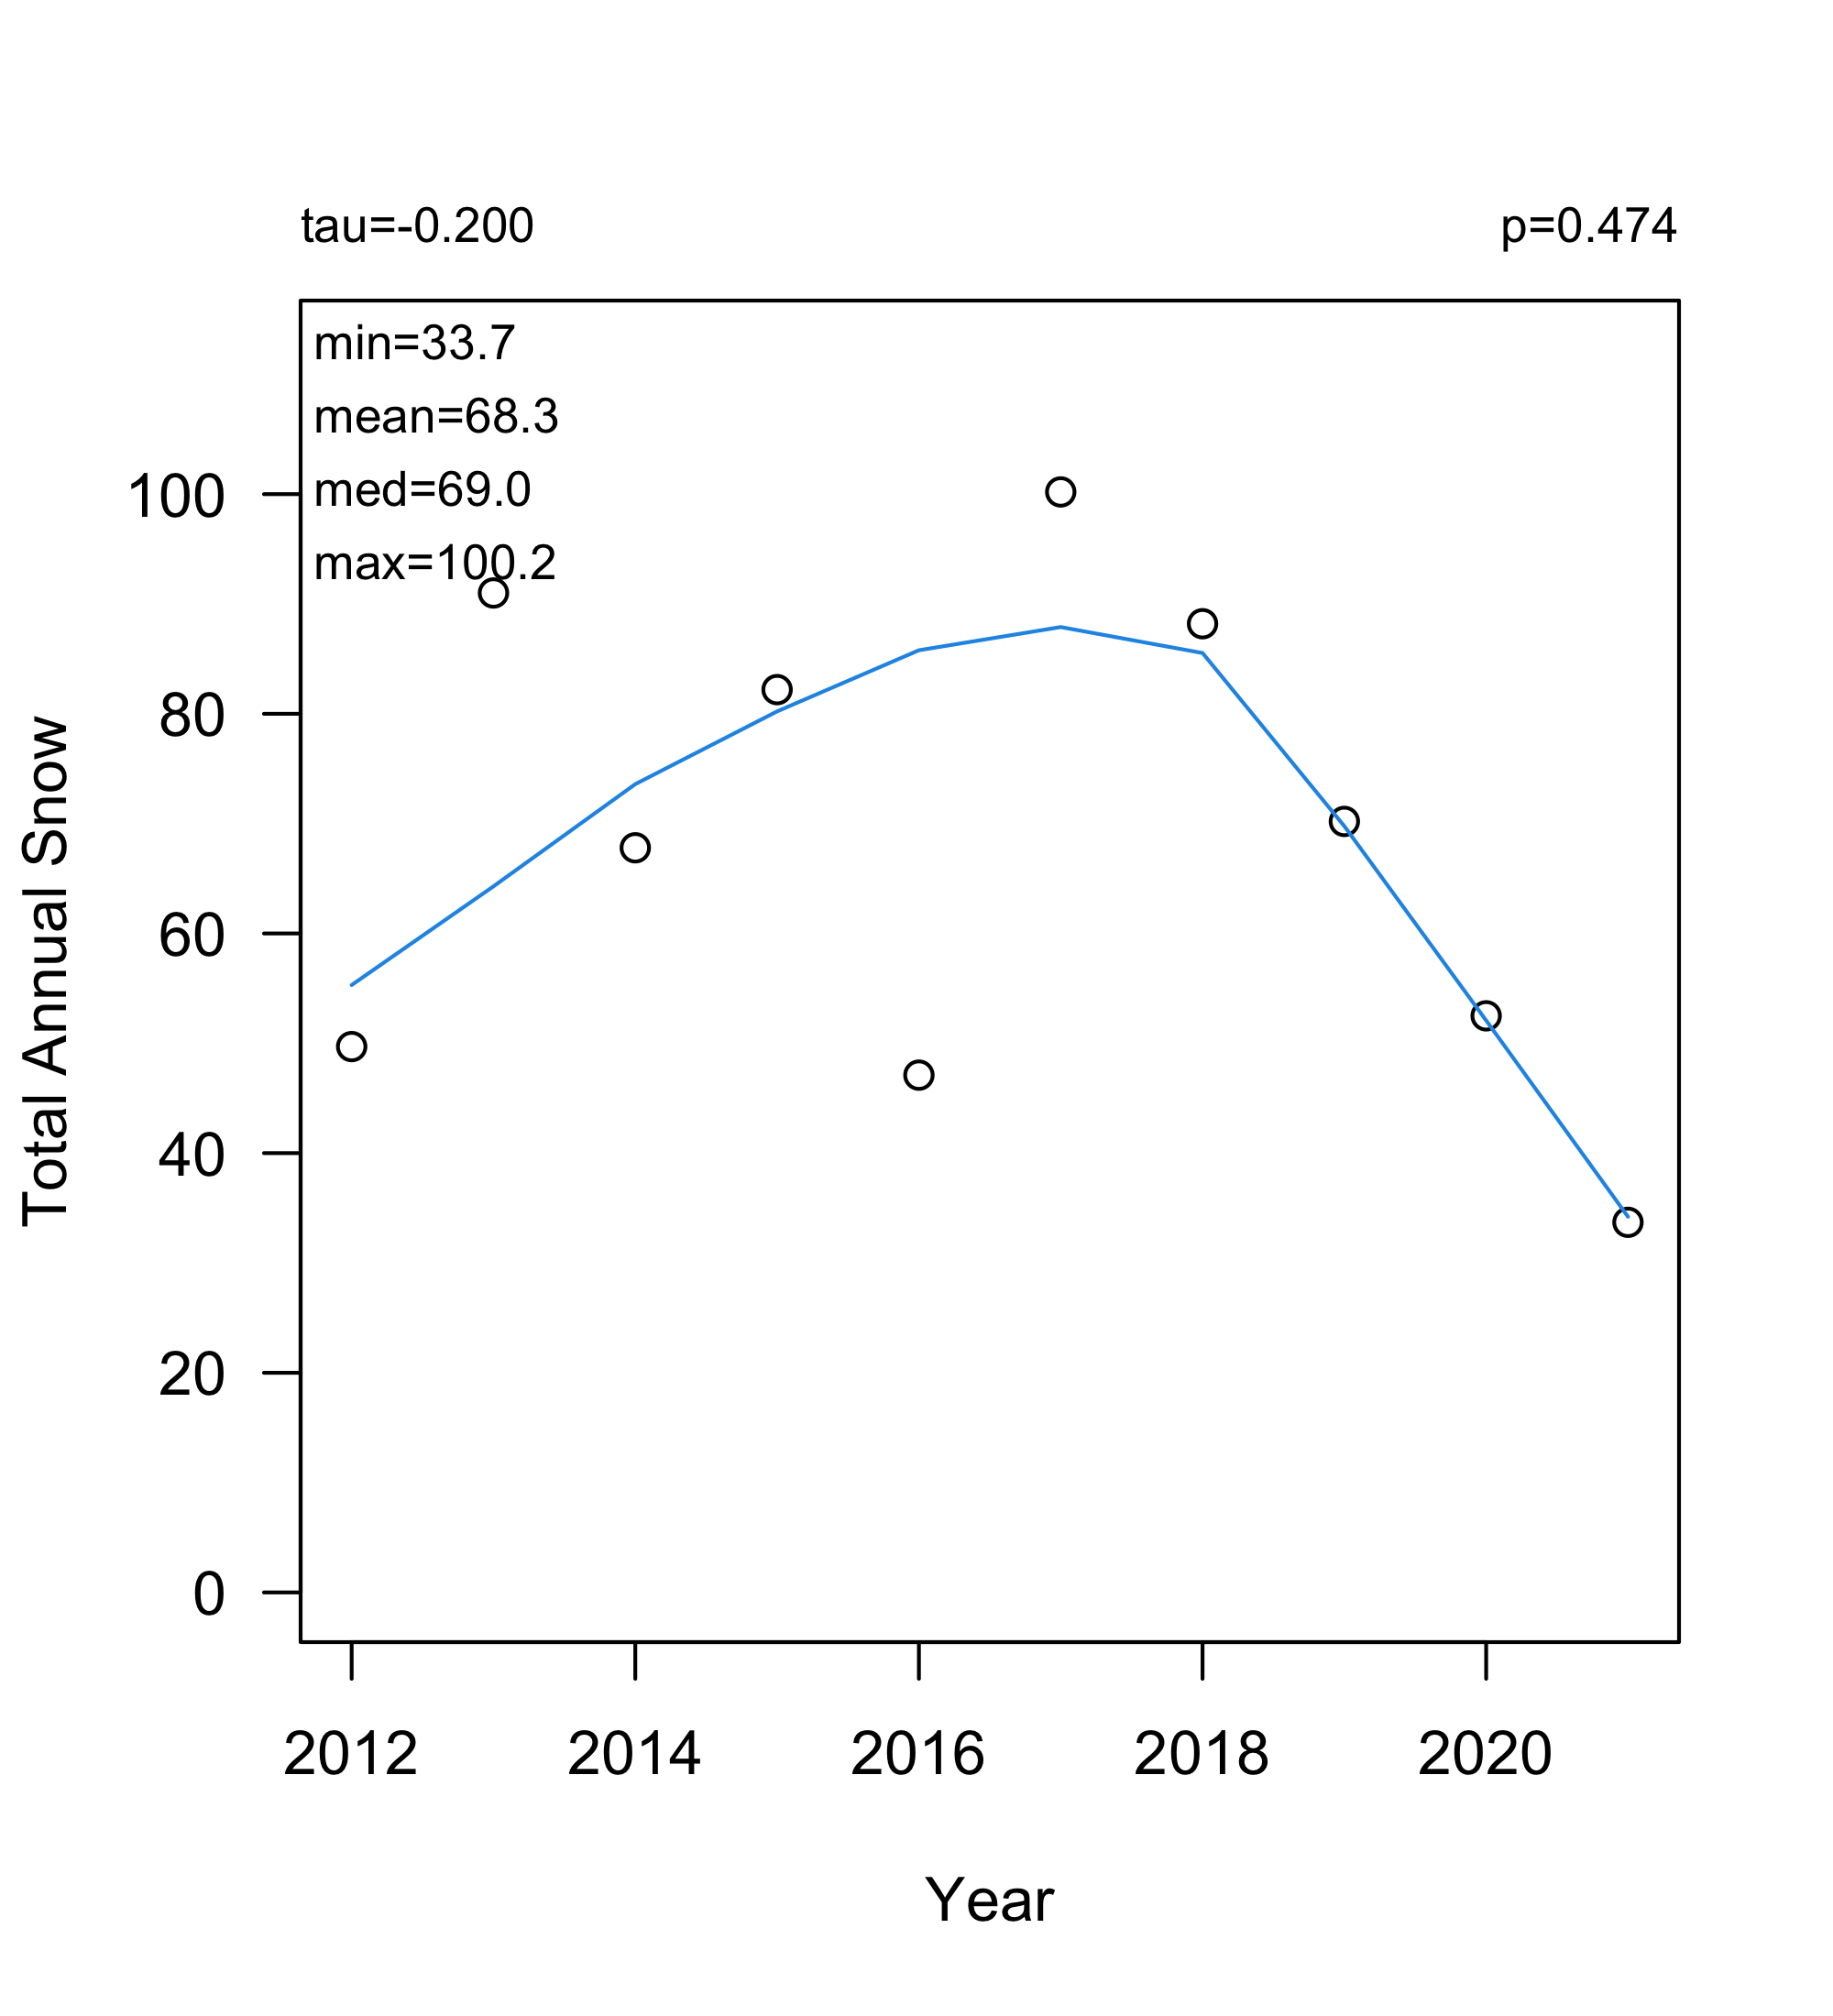 tau=-0.200
p=0.474
min=33.7
mean=68.3
med=69.0
max=100.2
Total Annual Snow
100
80
60
40
20
0
2012
2014
2016
2018
2020
Year